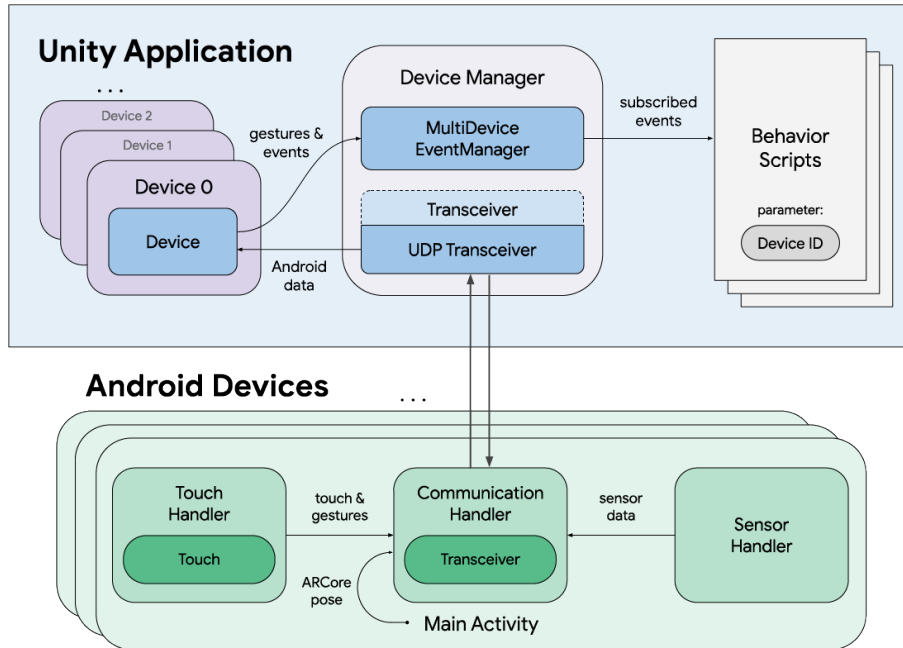 Unity Application
. . .
Device 2
Device 1
Device 0
Device
gestures &
events
Android
data
Device Manager
MultiDevice
EventManager
Transceiver
UDP Transceiver
subscribed
events
Behavior
Scripts
parameter:
Device ID
Android Devices
. . .
Touch
Handler
Touch
touch &
gestures
ARCore
pose
Communication
Handler
Transceiver
Main Activity
sensor
data
Sensor
Handler